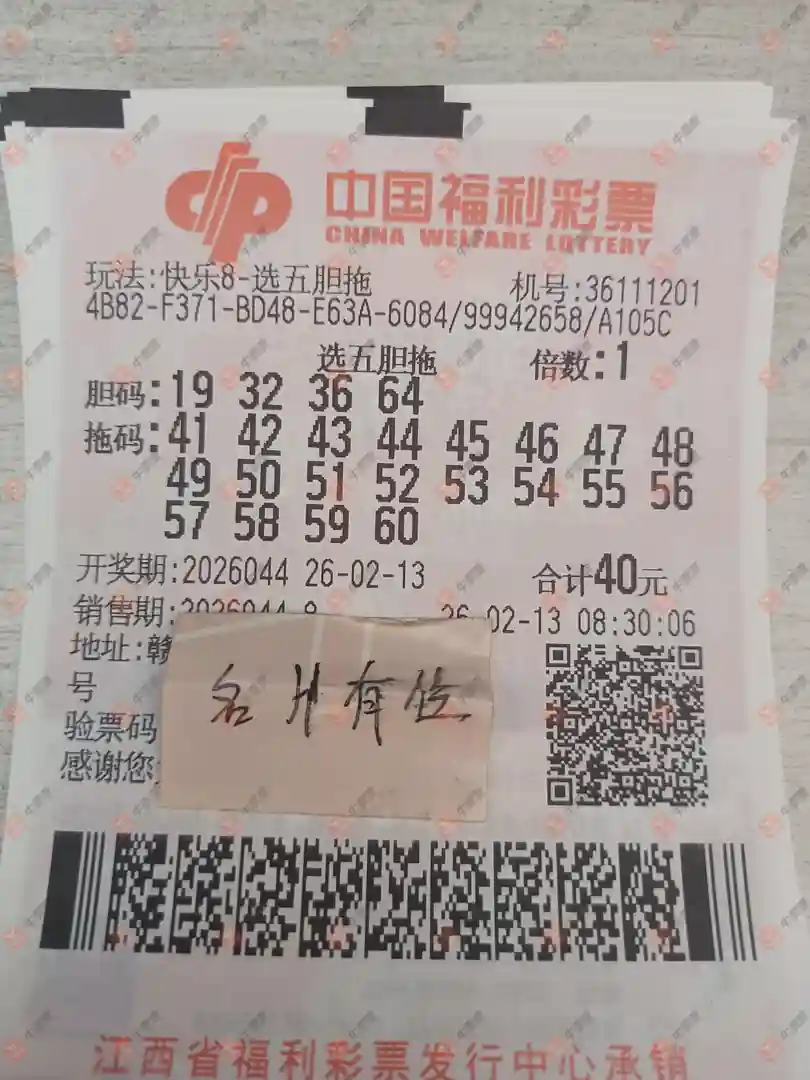 中国福利彩票
CHINA WELFARE LOTTERY
玩法:快乐8-选五胆拖 机号:36111201
4B82-F371-BD48-E63A-6084/99942658/A105C
选五胆拖 倍数:1
胆码:19 32 36 64
拖码:41 42 43 44 45 46 47 48
49 50 51 52 53 54 55 56
57 58 59 60
开奖期:2026044 26-02-13 合计40元
销售期:2026044 26-02-13 08:30:06
地址:赣
号
名 有位
验票码
感谢您
江西省福利彩票发行中心承销